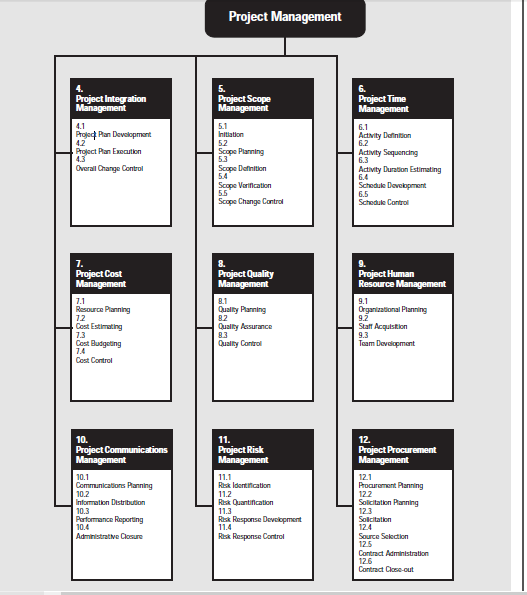 Project Management
4.
Project Integration
Management
4.1
Project Plan Development
4.2
Project Plan Execution
4.3
Overall Change Control
5.
Project Scope
Management
5.1
Initiation
5.2
Scope Planning
5.3
Scope Definition
5.4
Scope Verification
5.5
Scope Change Control
6.
Project Time
Management
6.1
Activity Definition
6.2
Activity Sequencing
6.3
Activity Duration Estimating
6.4
Schedule Development
6.5
Schedule Control
7.
Project Cost
Management
7.1
Resource Planning
7.2
Cost Estimating
7.3
Cost Budgeting
7.4
Cost Control
8.
Project Quality
Management
8.1
Quality Planning
8.2
Quality Assurance
8.3
Quality Control
9.
Project Human
Resource Management
9.1
Organizational Planning
9.2
Staff Acquisition
9.3
Team Development
10.
Project Communications
Management
10.1
Communications Planning
10.2
Information Distribution
10.3
Performance Reporting
10.4
Administrative Closure
11.
Project Risk
Management
11.1
Risk Identification
11.2
Risk Quantification
11.3
Risk Response Development
11.4
Risk Response Control
12.
Project Procurement
Management
12.1
Procurement Planning
12.2
Solicitation Planning
12.3
Solicitation
12.4
Source Selection
12.5
Contract Administration
12.6
Contract Close-out